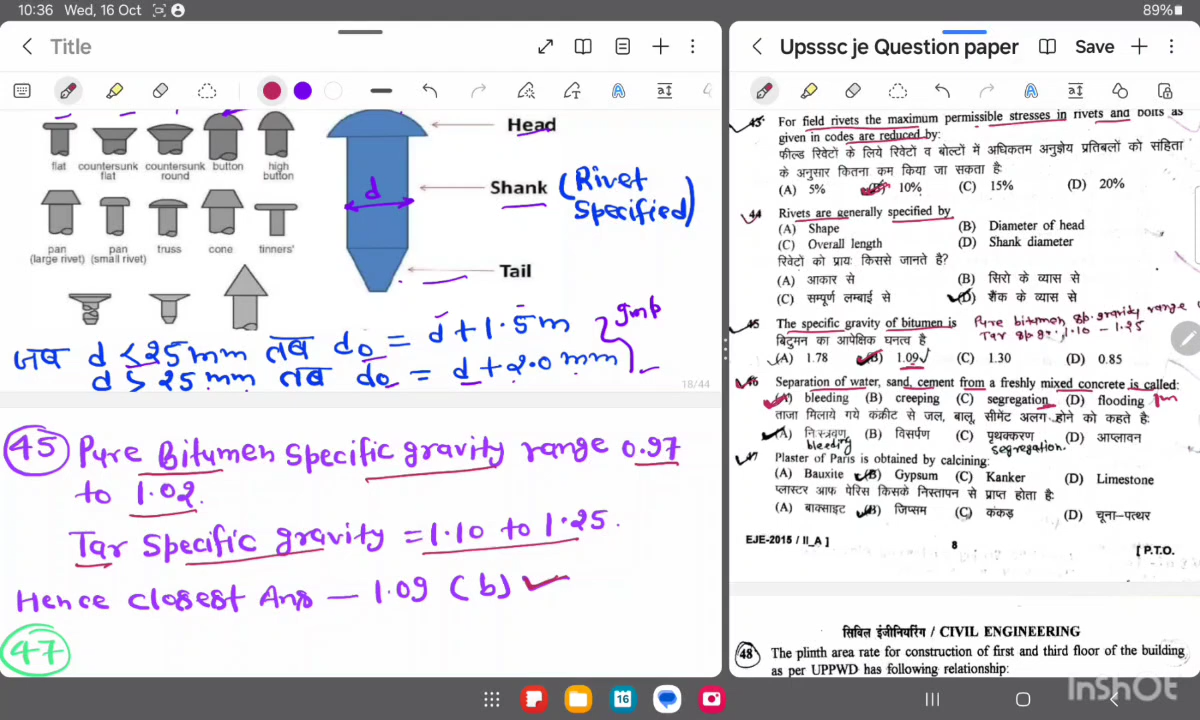 10:36 Wed, 16 Oct
89%
Title
Head
Shank (Rivet
Specified)
d
Tail
flat countersunk flat countersunk round button high button
pan (large rivet) pan (small rivet) truss cone tinners'
जब d < 25mm तब do = d+1.5m
d > 25 mm तब do = d+2.0 mm
Imp
18/44
45 Pure Bitumen Specific gravity range 0.97
to 1.02.
Tar Specific gravity = 1.10 to 1.25.
Hence closest Ans – 1.09 (b)
47
Upsssc je Question paper
Save
For field rivets the maximum permissible stresses in rivets and bolts as
given in codes are reduced by:
फील्ड रिवेटों के लिये रिवेटों व बोल्टों में अधिकतम अनुज्ञेय प्रतिबलों को संहिता
के अनुसार कितना कम किया जा सकता है:
(A) 5% (B) 10% (C) 15% (D) 20%
44 Rivets are generally specified by
(A) Shape (B) Diameter of head
(C) Overall length (D) Shank diameter
रिवेटों को प्रायः किससे जानते है?
(A) आकार से (B) सिरो के व्यास से
(C) सम्पूर्ण लम्बाई से (D) शैंक के व्यास से
45 The specific gravity of bitumen is Pure bitumen sp. gravity range
बिटुमन का आपेक्षिक घनत्व है Tar sp gr. 1.10 – 1.25
(A) 1.78 (B) 1.09 (C) 1.30 (D) 0.85
46 Separation of water, sand, cement from a freshly mixed concrete is called:
(A) bleeding (B) creeping (C) segregation (D) flooding
ताजा मिलाये गये कंक्रीट से जल, बालू, सीमेंट अलग होने को कहते है:
(A) निःस्त्रवण (B) विसर्पण (C) पृथक्करण (D) आप्लावन
bleeding segregation.
47 Plaster of Paris is obtained by calcining:
(A) Bauxite (B) Gypsum (C) Kanker (D) Limestone
प्लास्टर आफ पेरिस किसके निस्तापन से प्राप्त होता है:
(A) बाक्साइट (B) जिप्सम (C) कंकड़ (D) चूना-पत्थर
EJE-2015 / II_A ]
8
[ P.T.O.
सिविल इंजीनियरिंग / CIVIL ENGINEERING
48 The plinth area rate for construction of first and third floor of the building
as per UPPWD has following relationship:
16
InShOt